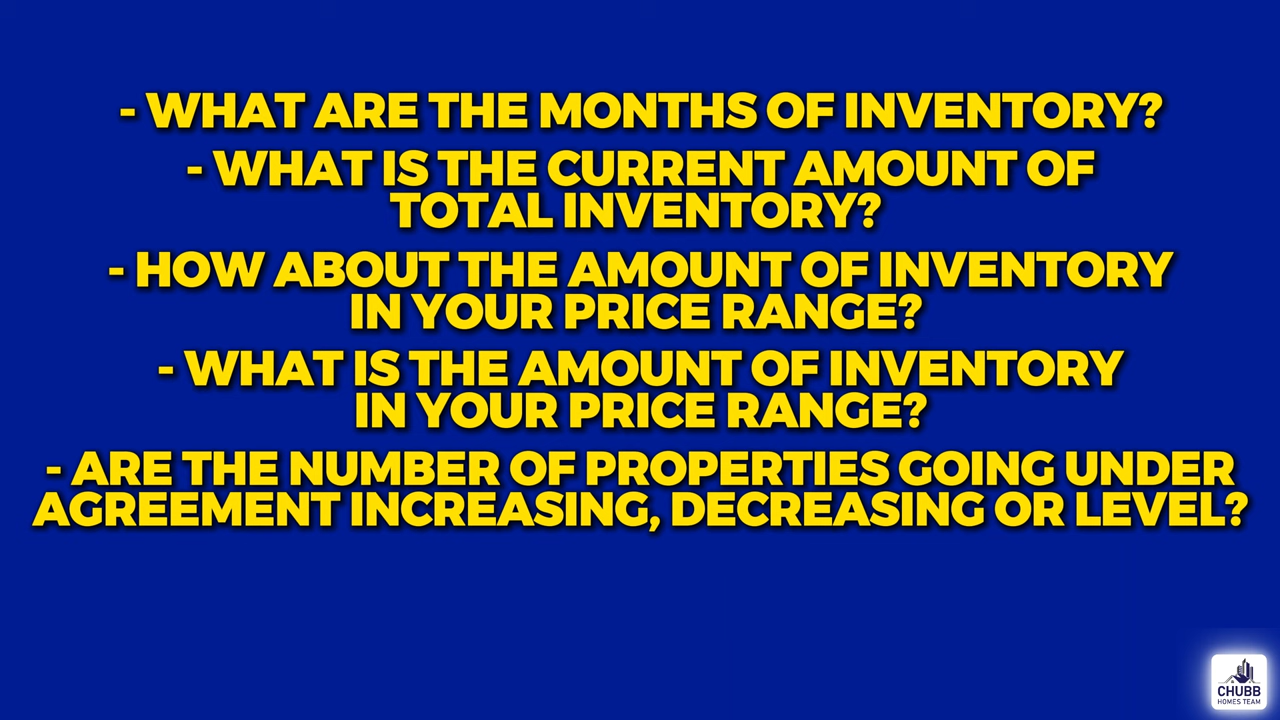 - WHAT ARE THE MONTHS OF INVENTORY?
- WHAT IS THE CURRENT AMOUNT OF
TOTAL INVENTORY?
- HOW ABOUT THE AMOUNT OF INVENTORY
IN YOUR PRICE RANGE?
- WHAT IS THE AMOUNT OF INVENTORY
IN YOUR PRICE RANGE?
- ARE THE NUMBER OF PROPERTIES GOING UNDER
AGREEMENT INCREASING, DECREASING OR LEVEL?
CHUBB
HOMES TEAM